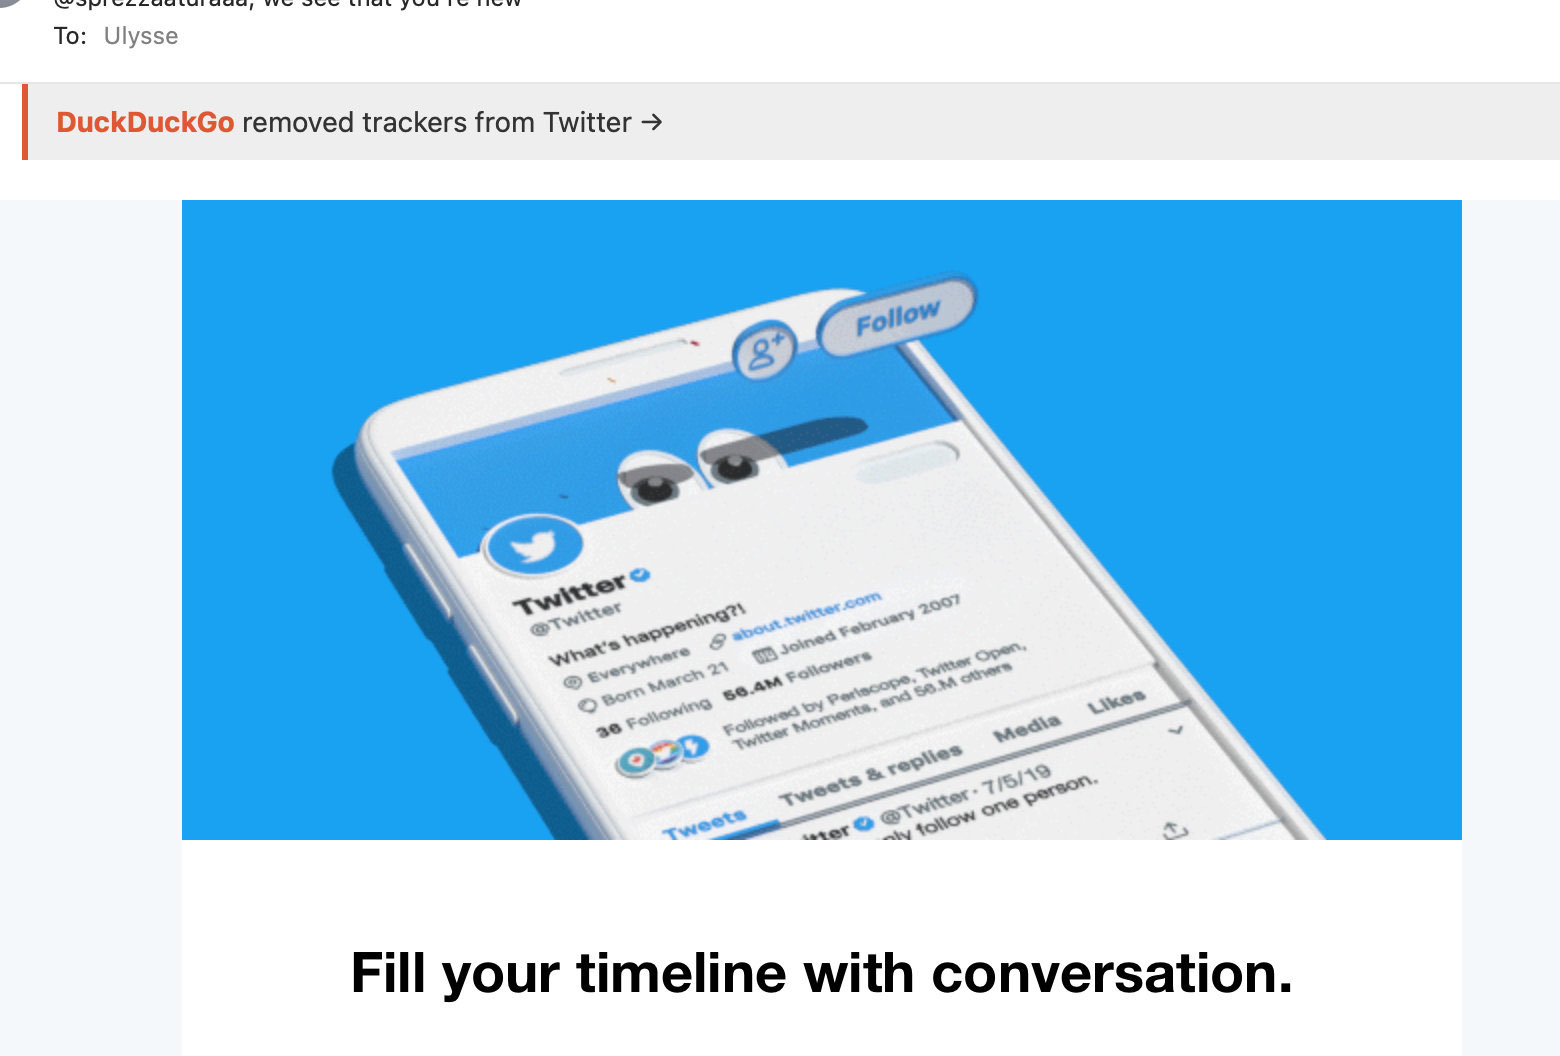 @sprezzaaturaaa, we see that you're new
To: Ulysse
DuckDuckGo removed trackers from Twitter →
Follow
Twitter
@Twitter
What's happening?!
Everywhere about.twitter.com
Born March 21 Joined February 2007
36 Following 56.4M Followers
Followed by Periscope, Twitter Open,
Twitter Moments, and 56.M others
Tweets Tweets & replies Media Likes
itter @Twitter · 7/5/19
nly follow one person.
Fill your timeline with conversation.